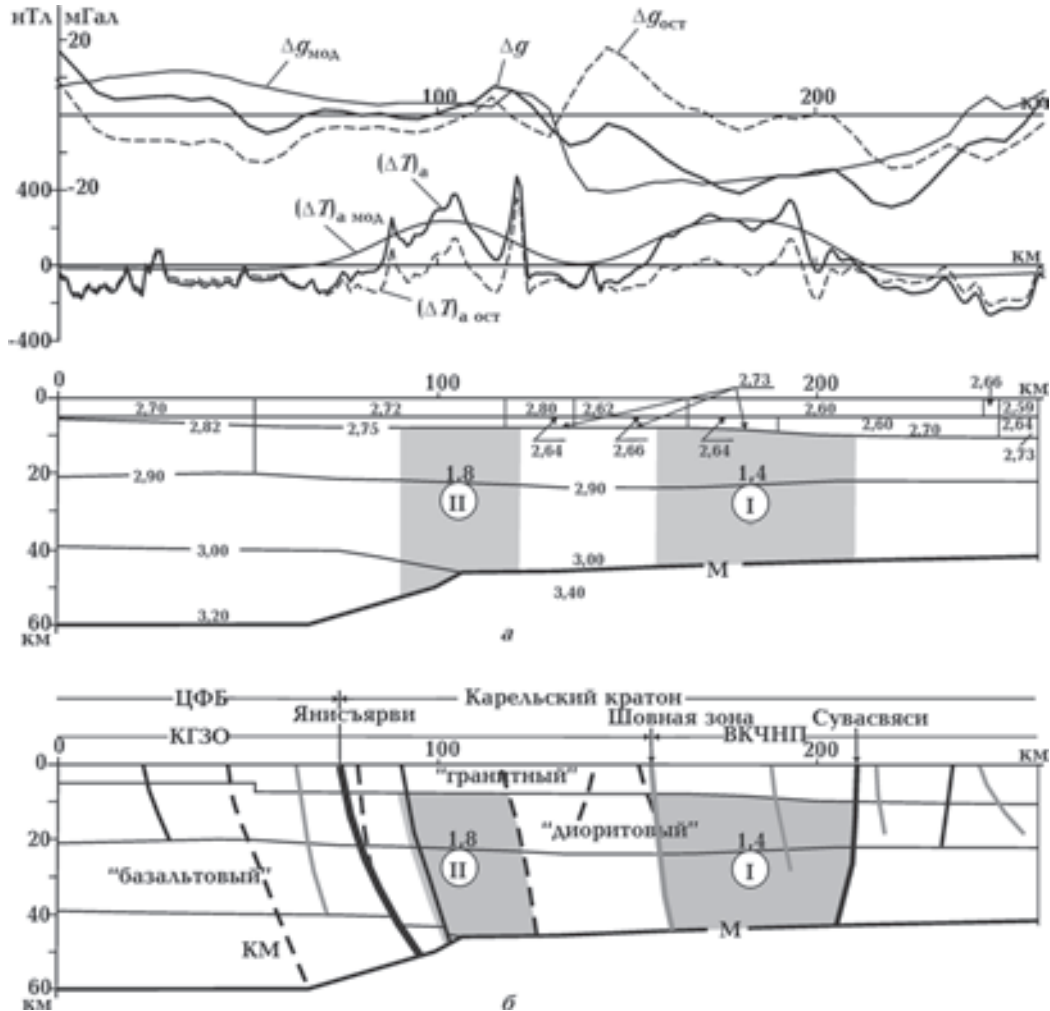 нТл мГал
20
Δgмод
Δg
Δgост
100
200
км
400
-20
(ΔT)а
(ΔT)а мод
0
км
(ΔT)а ост
-400
0
100
2,73
200
2,66
км
2,70
2,72
2,80
2,62
2,60
2,59
2,82
2,75
2,60
2,70
2,64
2,64
2,66
2,64
2,73
20
2,90
1,8
II
2,90
1,4
I
40
3,00
3,00
М
3,40
60
3,20
км
а
ЦФБ
Карельский кратон
Янисъярви
Шовная зона
Сувасвяси
КГЗО
ВКЧНП
0
100
200
км
0
"гранитный"
20
1,8
"диоритовый"
1,4
"базальтовый"
II
I
40
КМ
М
60
км
б